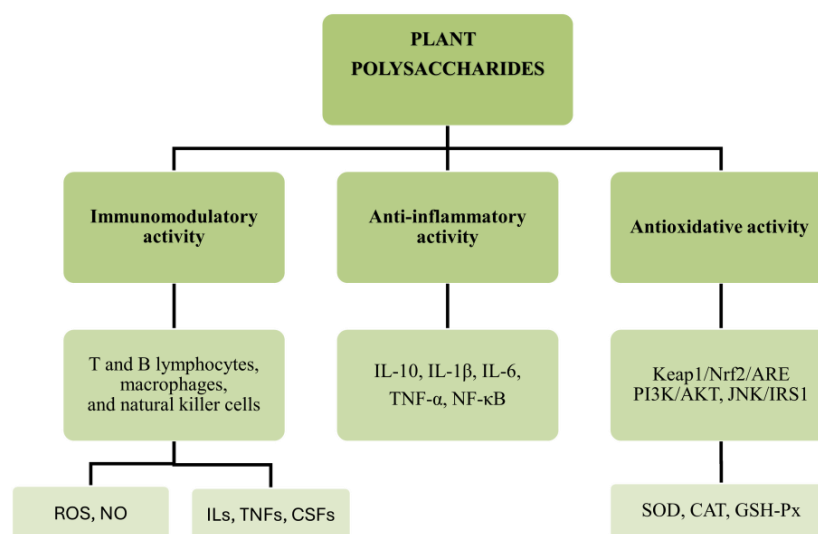 PLANT
POLYSACCHARIDES
Immunomodulatory
activity
Anti-inflammatory
activity
Antioxidative activity
T and B lymphocytes,
macrophages,
and natural killer cells
IL-10, IL-1β, IL-6,
TNF-α, NF-κB
Keap1/Nrf2/ARE
PI3K/AKT, JNK/IRS1
ROS, NO
ILs, TNFs, CSFs
SOD, CAT, GSH-Px